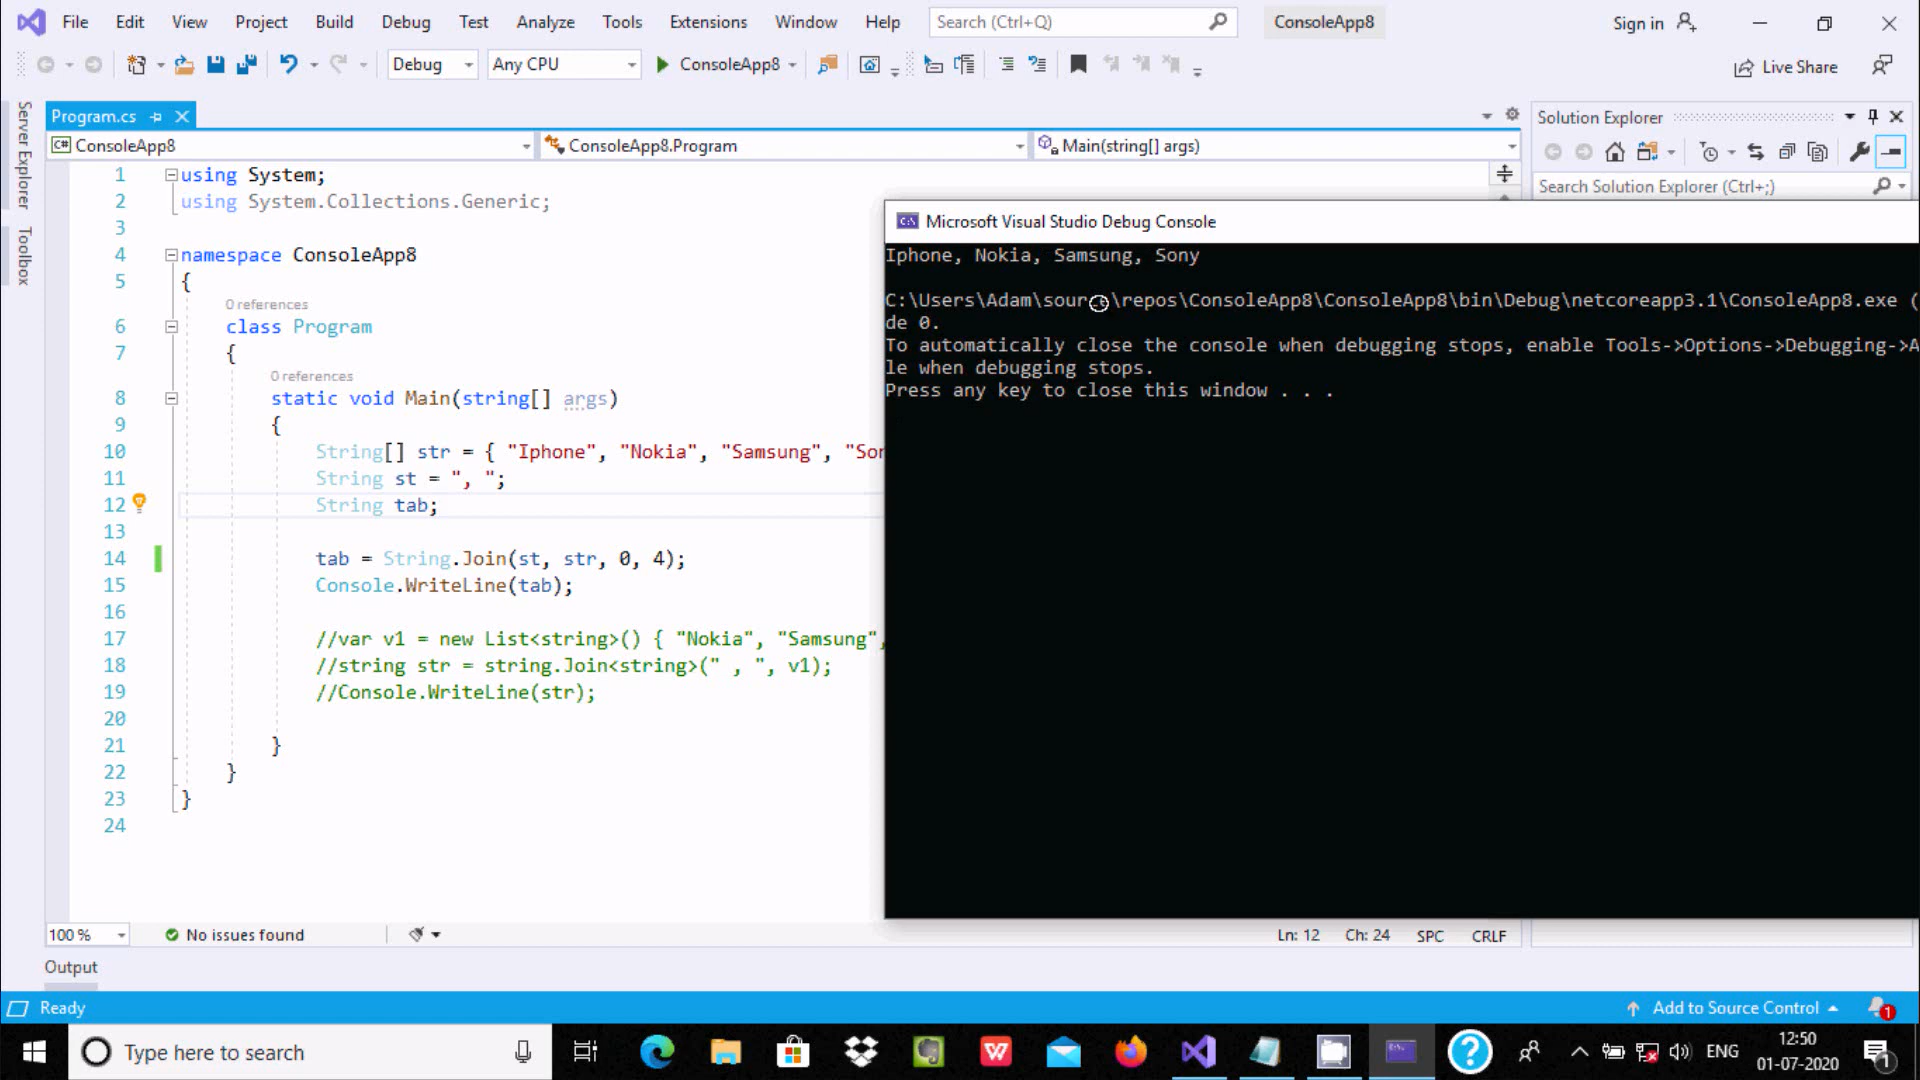 File Edit View Project Build Debug Test Analyze Tools Extensions Window Help Search (Ctrl+Q) ConsoleApp8 Sign in
Debug Any CPU ConsoleApp8 Live Share
Server Explorer
Toolbox
Program.cs
ConsoleApp8 ConsoleApp8.Program Main(string[] args)
1 using System;
2 using System.Collections.Generic;
3
4 namespace ConsoleApp8
5 {
0 references
6 class Program
7 {
0 references
8 static void Main(string[] args)
9 {
10 String[] str = { "Iphone", "Nokia", "Samsung", "Son
11 String st = ", ";
12 String tab;
13
14 tab = String.Join(st, str, 0, 4);
15 Console.WriteLine(tab);
16
17 //var v1 = new List<string>() { "Nokia", "Samsung",
18 //string str = string.Join<string>(" , ", v1);
19 //Console.WriteLine(str);
20
21 }
22 }
23 }
24
Solution Explorer
Search Solution Explorer (Ctrl+;)
Microsoft Visual Studio Debug Console
Iphone, Nokia, Samsung, Sony
C:\Users\Adam\source\repos\ConsoleApp8\ConsoleApp8\bin\Debug\netcoreapp3.1\ConsoleApp8.exe (
de 0.
To automatically close the console when debugging stops, enable Tools->Options->Debugging->A
le when debugging stops.
Press any key to close this window . . .
100 % No issues found Ln: 12 Ch: 24 SPC CRLF
Output
Ready Add to Source Control 1
Type here to search ENG 12:50
01-07-2020 1